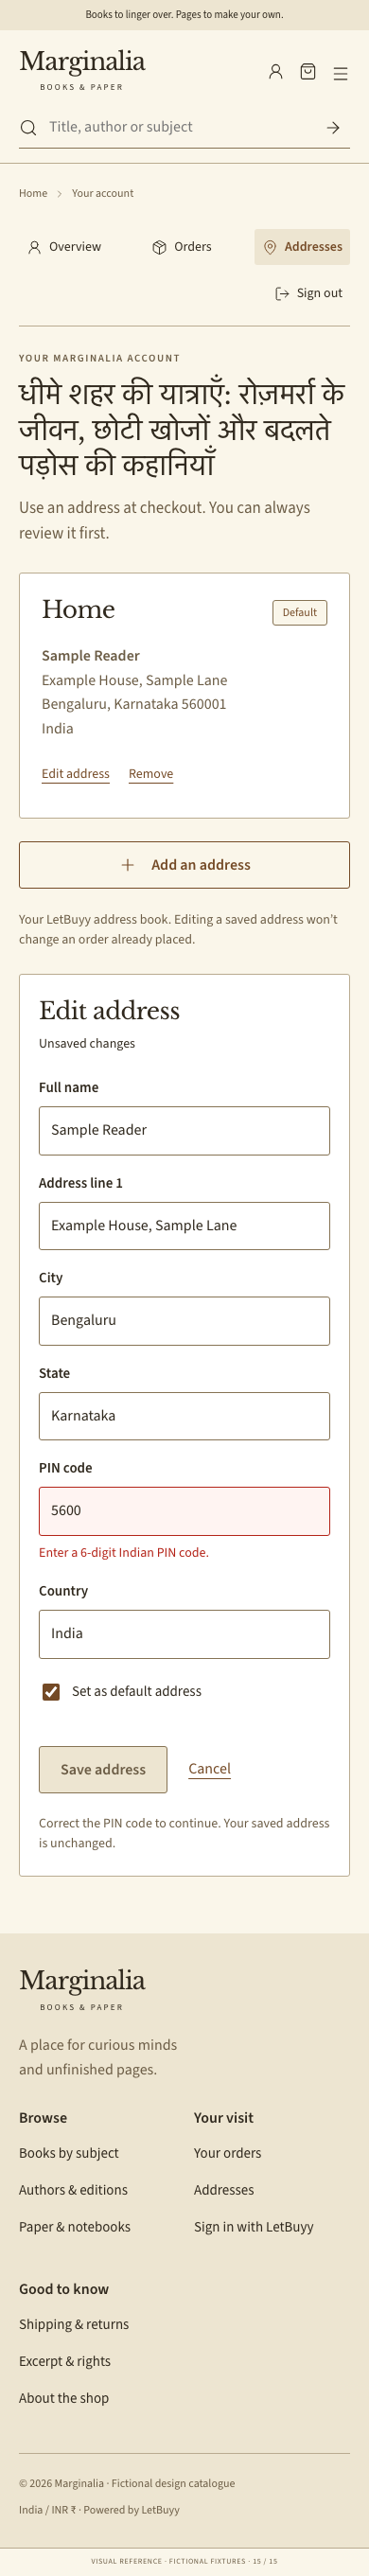 Books to linger over. Pages to make your own.
Marginalia
BOOKS & PAPER
Title, author or subject
Home > Your account
Overview
Orders
Addresses
Sign out
YOUR MARGINALIA ACCOUNT
धीमे शहर की यात्राएँ: रोज़मर्रा के
जीवन, छोटी खोजों और बदलते
पड़ोस की कहानियाँ
Use an address at checkout. You can always
review it first.
Home
Default
Sample Reader
Example House, Sample Lane
Bengaluru, Karnataka 560001
India
Edit address
Remove
Add an address
Your LetBuyy address book. Editing a saved address won't
change an order already placed.
Edit address
Unsaved changes
Full name
Sample Reader
Address line 1
Example House, Sample Lane
City
Bengaluru
State
Karnataka
PIN code
5600
Enter a 6-digit Indian PIN code.
Country
India
Set as default address
Save address
Cancel
Correct the PIN code to continue. Your saved address
is unchanged.
Marginalia
BOOKS & PAPER
A place for curious minds
and unfinished pages.
Browse
Books by subject
Authors & editions
Paper & notebooks
Your visit
Your orders
Addresses
Sign in with LetBuyy
Good to know
Shipping & returns
Excerpt & rights
About the shop
© 2026 Marginalia · Fictional design catalogue
India / INR ₹ · Powered by LetBuyy
VISUAL REFERENCE · FICTIONAL FIXTURES · 15 / 15